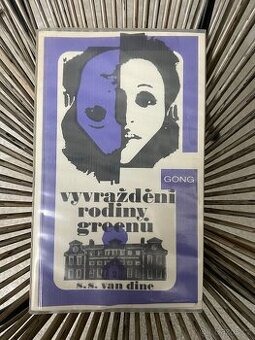 GONG
vyvraždění
rodiny
greenů
s.s. van dine